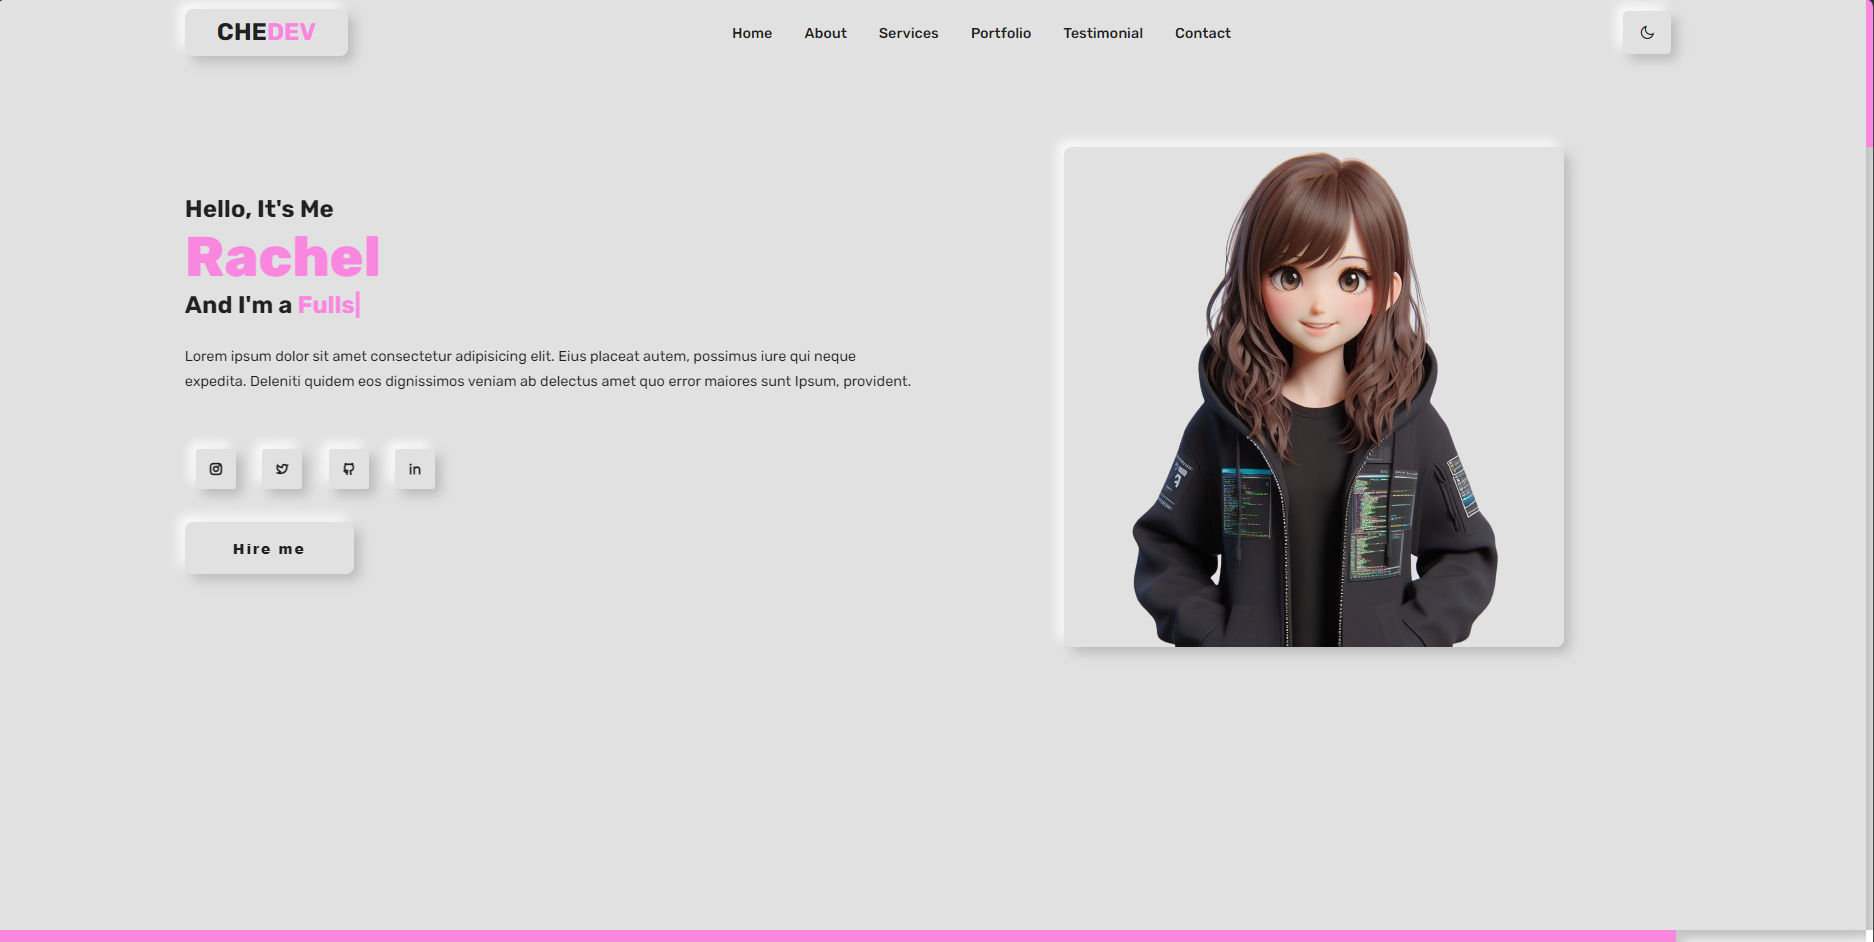 CHEDEV
Home About Services Portfolio Testimonial Contact
Hello, It's Me
Rachel
And I'm a Fulls
Lorem ipsum dolor sit amet consectetur adipisicing elit. Eius placeat autem, possimus iure qui neque
expedita. Deleniti quidem eos dignissimos veniam ab delectus amet quo error maiores sunt Ipsum, provident.
in
Hire me